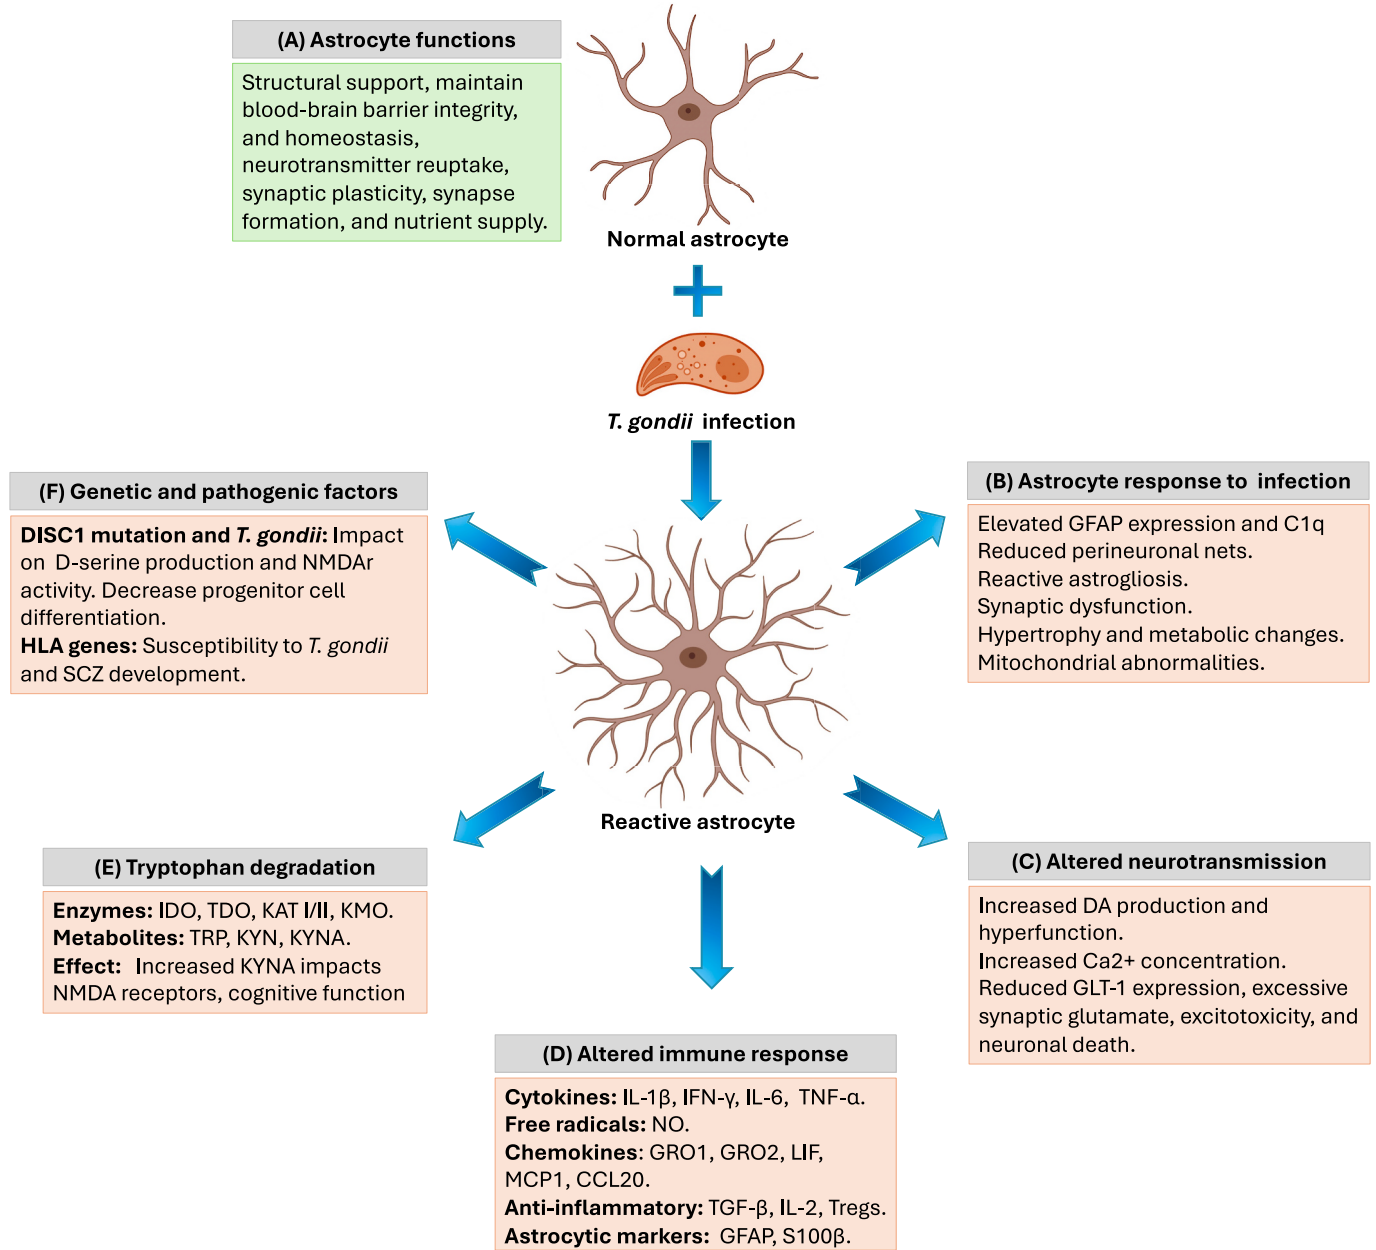 (A) Astrocyte functions
Structural support, maintain
blood-brain barrier integrity,
and homeostasis,
neurotransmitter reuptake,
synaptic plasticity, synapse
formation, and nutrient supply.
Normal astrocyte
T. gondii infection
(F) Genetic and pathogenic factors
DISC1 mutation and T. gondii: Impact
on D-serine production and NMDAr
activity. Decrease progenitor cell
differentiation.
HLA genes: Susceptibility to T. gondii
and SCZ development.
(B) Astrocyte response to infection
Elevated GFAP expression and C1q
Reduced perineuronal nets.
Reactive astrogliosis.
Synaptic dysfunction.
Hypertrophy and metabolic changes.
Mitochondrial abnormalities.
Reactive astrocyte
(E) Tryptophan degradation
Enzymes: IDO, TDO, KAT I/II, KMO.
Metabolites: TRP, KYN, KYNA.
Effect: Increased KYNA impacts
NMDA receptors, cognitive function
(C) Altered neurotransmission
Increased DA production and
hyperfunction.
Increased Ca2+ concentration.
Reduced GLT-1 expression, excessive
synaptic glutamate, excitotoxicity, and
neuronal death.
(D) Altered immune response
Cytokines: IL-1β, IFN-γ, IL-6, TNF-α.
Free radicals: NO.
Chemokines: GRO1, GRO2, LIF,
MCP1, CCL20.
Anti-inflammatory: TGF-β, IL-2, Tregs.
Astrocytic markers: GFAP, S100β.